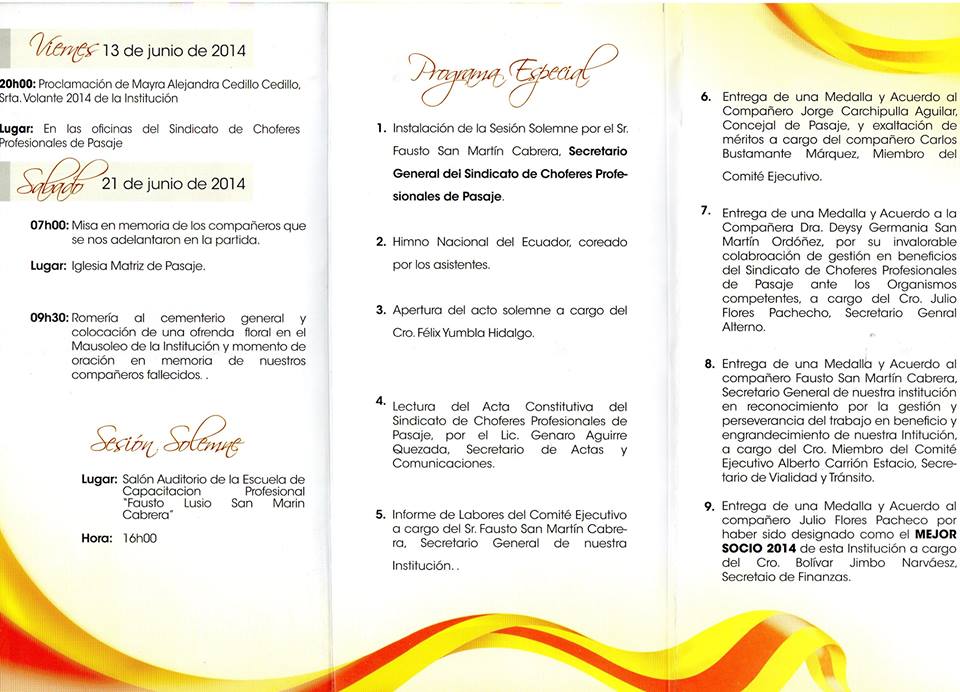 Viernes 13 de junio de 2014
20h00: Proclamación de Mayra Alejandra Cedillo Cedillo,
Srta. Volante 2014 de la Institución
Lugar: En las oficinas del Sindicato de Choferes
Profesionales de Pasaje
Sabado 21 de junio de 2014
07h00: Misa en memoria de los compañeros que
se nos adelantaron en la partida.
Lugar: Iglesia Matriz de Pasaje.
09h30: Romería al cementerio general y
colocación de una ofrenda floral en el
Mausoleo de la Institución y momento de
oración en memoria de nuestros
compañeros fallecidos. .
Sesión Solemne
Lugar: Salón Auditorio de la Escuela de
Capacitacion Profesional
"Fausto Lusio San Marin
Cabrera"
Hora: 16h00
Programa Especial
1. Instalación de la Sesión Solemne por el Sr.
Fausto San Martín Cabrera, Secretario
General del Sindicato de Choferes Profe-
sionales de Pasaje.
2. Himno Nacional del Ecuador, coreado
por los asistentes.
3. Apertura del acto solemne a cargo del
Cro. Félix Yumbla Hidalgo.
4. Lectura del Acta Constitutiva del
Sindicato de Choferes Profesionales de
Pasaje, por el Lic. Genaro Aguirre
Quezada, Secretario de Actas y
Comunicaciones.
5. Informe de Labores del Comité Ejecutivo
a cargo del Sr. Fausto San Martín Cabre-
ra, Secretario General de nuestra
Institución. .
6. Entrega de una Medalla y Acuerdo al
Compañero Jorge Carchipulla Aguilar,
Concejal de Pasaje, y exaltación de
méritos a cargo del compañero Carlos
Bustamante Márquez, Miembro del
Comité Ejecutivo.
7. Entrega de una Medalla y Acuerdo a la
Compañera Dra. Deysy Germania San
Martín Ordóñez, por su invalorable
colabroación de gestión en beneficios
del Sindicato de Choferes Profesionales
de Pasaje ante los Organismos
competentes, a cargo del Cro. Julio
Flores Pachecho, Secretario Genral
Alterno.
8. Entrega de una Medalla y Acuerdo al
compañero Fausto San Martín Cabrera,
Secretario General de nuestra institución
en reconocimiento por la gestión y
perseverancia del trabajo en beneficio y
engrandecimiento de nuestra Intitución,
a cargo del Cro. Miembro del Comité
Ejecutivo Alberto Carrión Estacio, Secre-
tario de Vialidad y Tránsito.
9. Entrega de una Medalla y Acuerdo al
compañero Julio Flores Pacheco por
haber sido designado como el MEJOR
SOCIO 2014 de esta Institución a cargo
del Cro. Bolívar Jimbo Narváesz,
Secretaio de Finanzas.